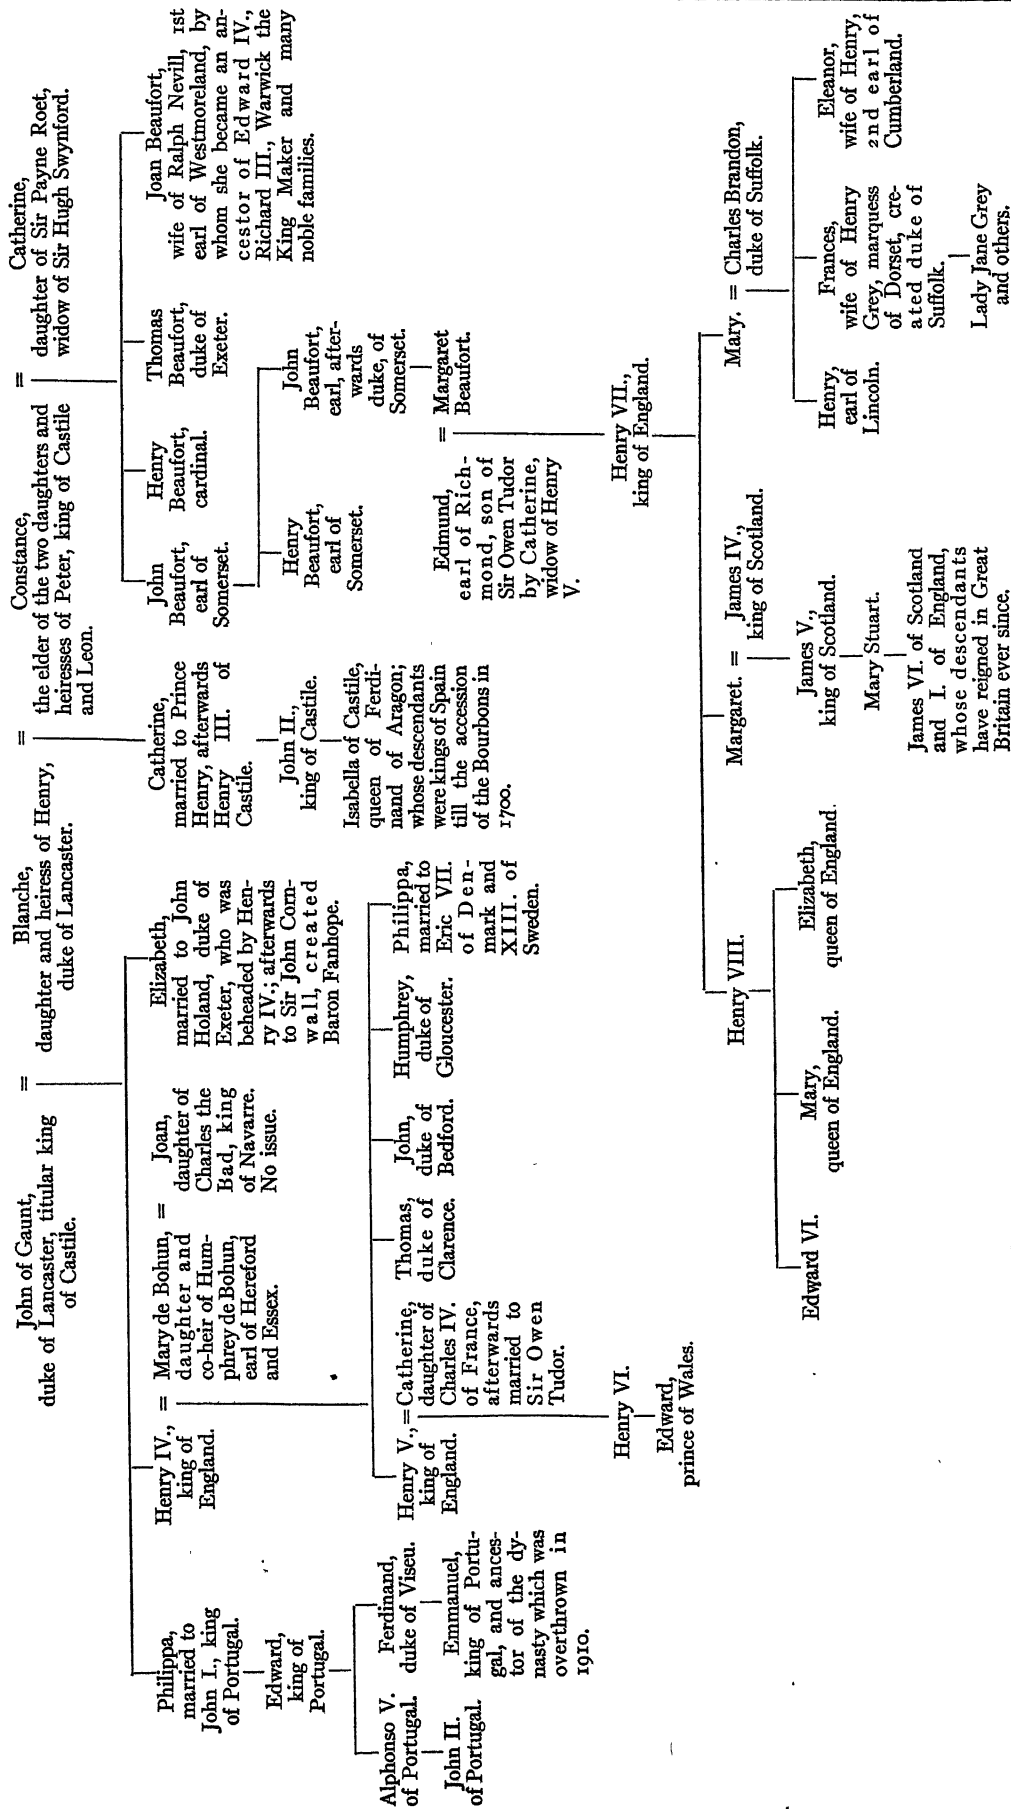 John of Gaunt,
duke of Lancaster, titular king
of Castile.
=
Blanche,
daughter and heiress of Henry,
duke of Lancaster.
=
Constance,
the elder of the two daughters and
heiresses of Peter, king of Castile
and Leon.
=
Catherine,
daughter of Sir Payne Roet,
widow of Sir Hugh Swynford.
Philippa,
married to
John I., king
of Portugal.
Henry IV.,
king of
England.
= Mary de Bohun,
daughter and
co-heir of Hum-
phrey de Bohun,
earl of Hereford
and Essex.
= Joan,
daughter of
Charles the
Bad, king
of Navarre.
No issue.
Elizabeth,
married to John
Holand, duke of
Exeter, who was
beheaded by Hen-
ry IV.; afterwards
to Sir John Corn-
wall, created
Baron Fanhope.
Catherine,
married to Prince
Henry, afterwards
Henry III. of
Castile.
John
Beaufort,
earl of
Somerset.
Henry
Beaufort,
cardinal.
Thomas
Beaufort,
duke of
Exeter.
Joan Beaufort,
wife of Ralph Nevill, 1st
earl of Westmoreland, by
whom she became an an-
cestor of Edward IV.,
Richard III., Warwick the
King Maker and many
noble families.
Edward,
king of
Portugal.
John II.,
king of Castile.
Henry
Beaufort,
earl of
Somerset.
John
Beaufort,
earl, after-
wards
duke, of
Somerset.
Alphonso V.
of Portugal.
Ferdinand,
duke of Viseu.
Henry V.,
king of
England.
=Catherine,
daughter of
Charles IV.
of France,
afterwards
married to
Sir Owen
Tudor.
Thomas,
duke of
Clarence.
John,
duke of
Bedford.
Humphrey,
duke of
Gloucester.
Philippa,
married to
Eric VII.
of Den-
mark and
XIII. of
Sweden.
Isabella of Castile,
queen of Ferdi-
nand of Aragon;
whose descendants
were kings of Spain
till the accession
of the Bourbons in
1700.
John II.
of Portugal.
Emmanuel,
king of Portu-
gal, and ances-
tor of the dy-
nasty which was
overthrown in
1910.
Edmund,
earl of Rich-
mond, son of
Sir Owen Tudor
by Catherine,
widow of Henry
V.
=
Margaret
Beaufort.
Henry VI.
Edward,
prince of Wales.
Henry VII.,
king of England.
Henry VIII.
Margaret. = James IV.,
king of Scotland.
Mary. = Charles Brandon,
duke of Suffolk.
Edward VI.
Mary,
queen of England.
Elizabeth,
queen of England.
James V.,
king of Scotland.
Mary Stuart.
James VI. of Scotland
and I. of England,
whose descendants
have reigned in Great
Britain ever since.
Henry,
earl of
Lincoln.
Frances,
wife of Henry
Grey, marquess
of Dorset, cre-
ated duke of
Suffolk.
Eleanor,
wife of Henry,
2nd earl of
Cumberland.
Lady Jane Grey
and others.